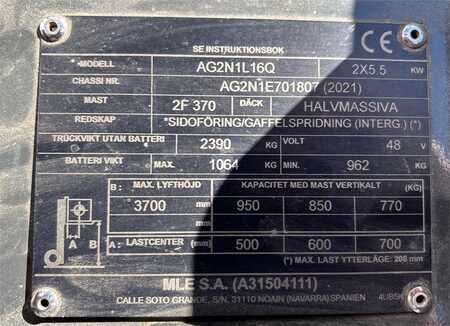 SE INSTRUKTIONSBOK CE
MODELL AG2N1L16Q 2X5.5 KW
CHASSI NR. AG2N1E701807 (2021)
MAST 2F 370 DÄCK HALVMASSIVA
REDSKAP *SIDOFÖRING/GAFFELSPRIDNING (INTERG.) (*)
TRUCKVIKT UTAN BATTERI 2390 KG VOLT 48 V
BATTERI VIKT MAX. 1064 KG MIN. 962 KG
B: MAX. LYFTHÖJD KAPACITET MED MAST VERTIKALT (KG)
3700 mm 950 850 770
A B A: LASTCENTER mm 500 600 700
(*) MAX. LAST YTTERLÄGE: 208 mm
MLE S.A. (A31504111)
CALLE SOTO GRANDE, S/N, 31110 NOAIN (NAVARRA) SPANIEN